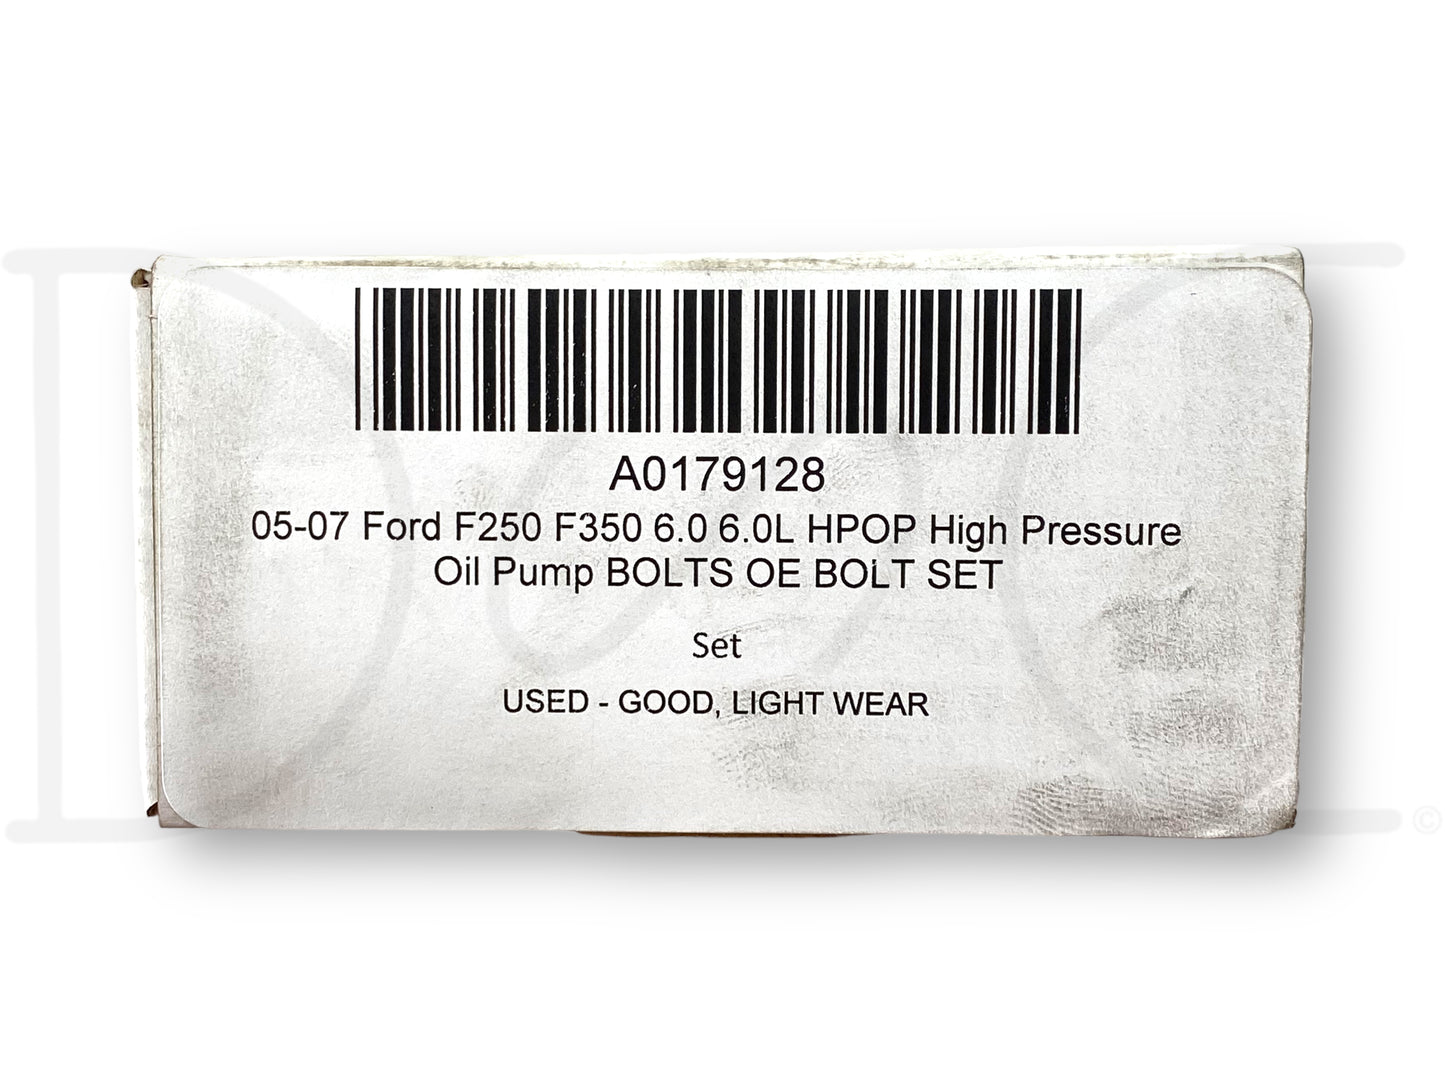 A0179128
05-07 Ford F250 F350 6.0 6.0L HPOP High Pressure
Oil Pump BOLTS OE BOLT SET
Set
USED - GOOD, LIGHT WEAR
©